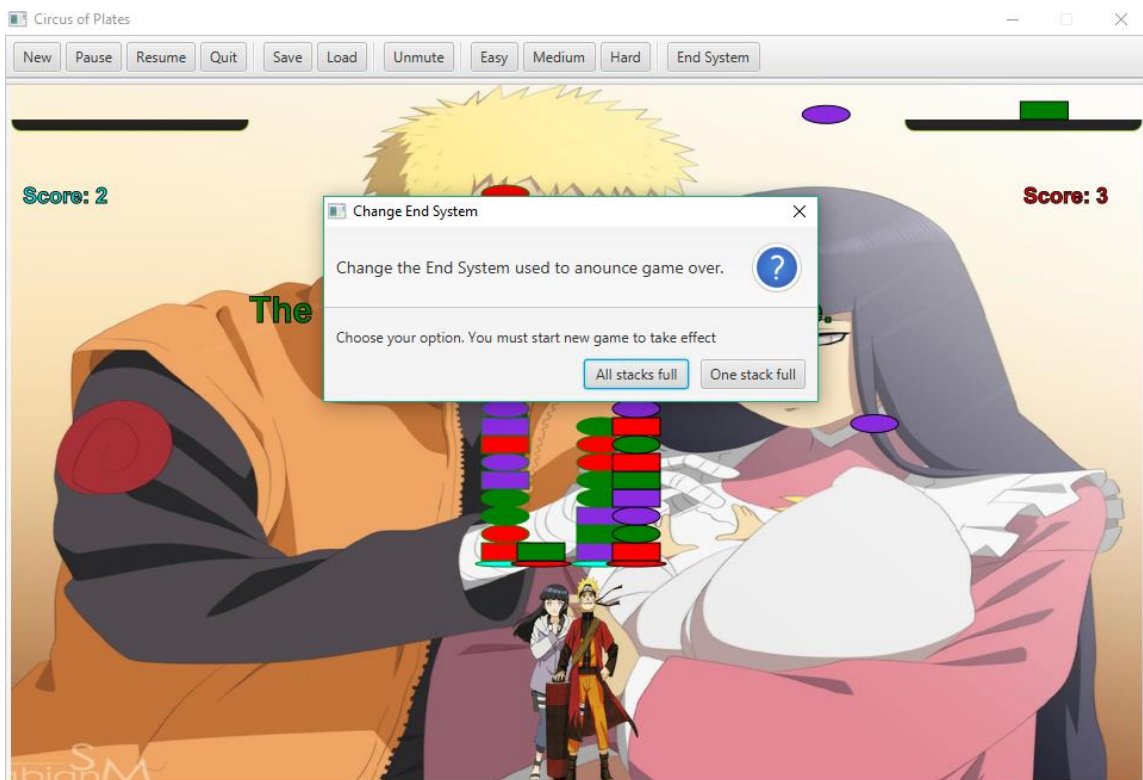 Circus of Plates
New Pause Resume Quit Save Load Unmute Easy Medium Hard End System
Score: 2
Score: 3
Change End System
Change the End System used to anounce game over.
The
Choose your option. You must start new game to take effect
All stacks full One stack full
SM